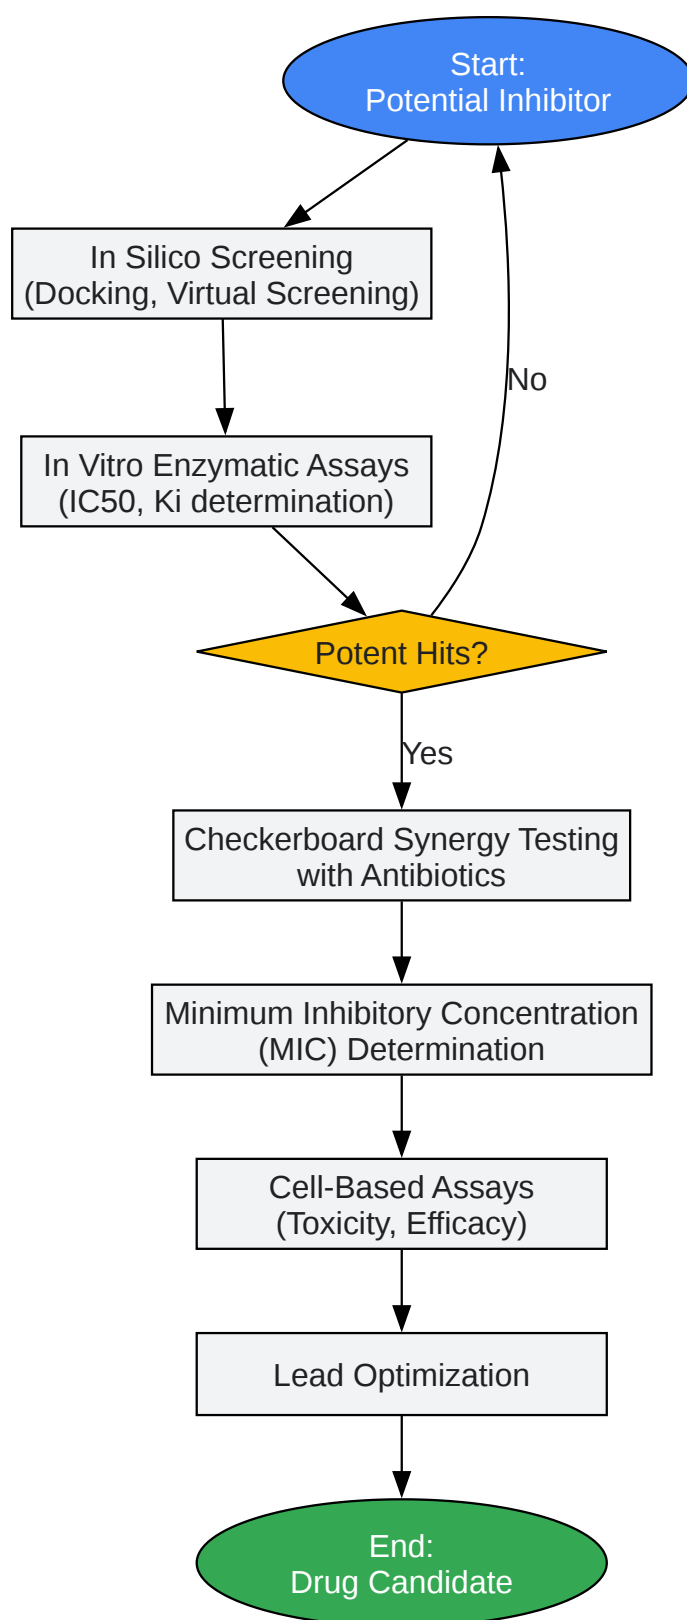 Start:
Potential Inhibitor
In Silico Screening
(Docking, Virtual Screening)
No
In Vitro Enzymatic Assays
(IC50, Ki determination)
Potent Hits?
Yes
Checkerboard Synergy Testing
with Antibiotics
Minimum Inhibitory Concentration
(MIC) Determination
Cell-Based Assays
(Toxicity, Efficacy)
Lead Optimization
End:
Drug Candidate